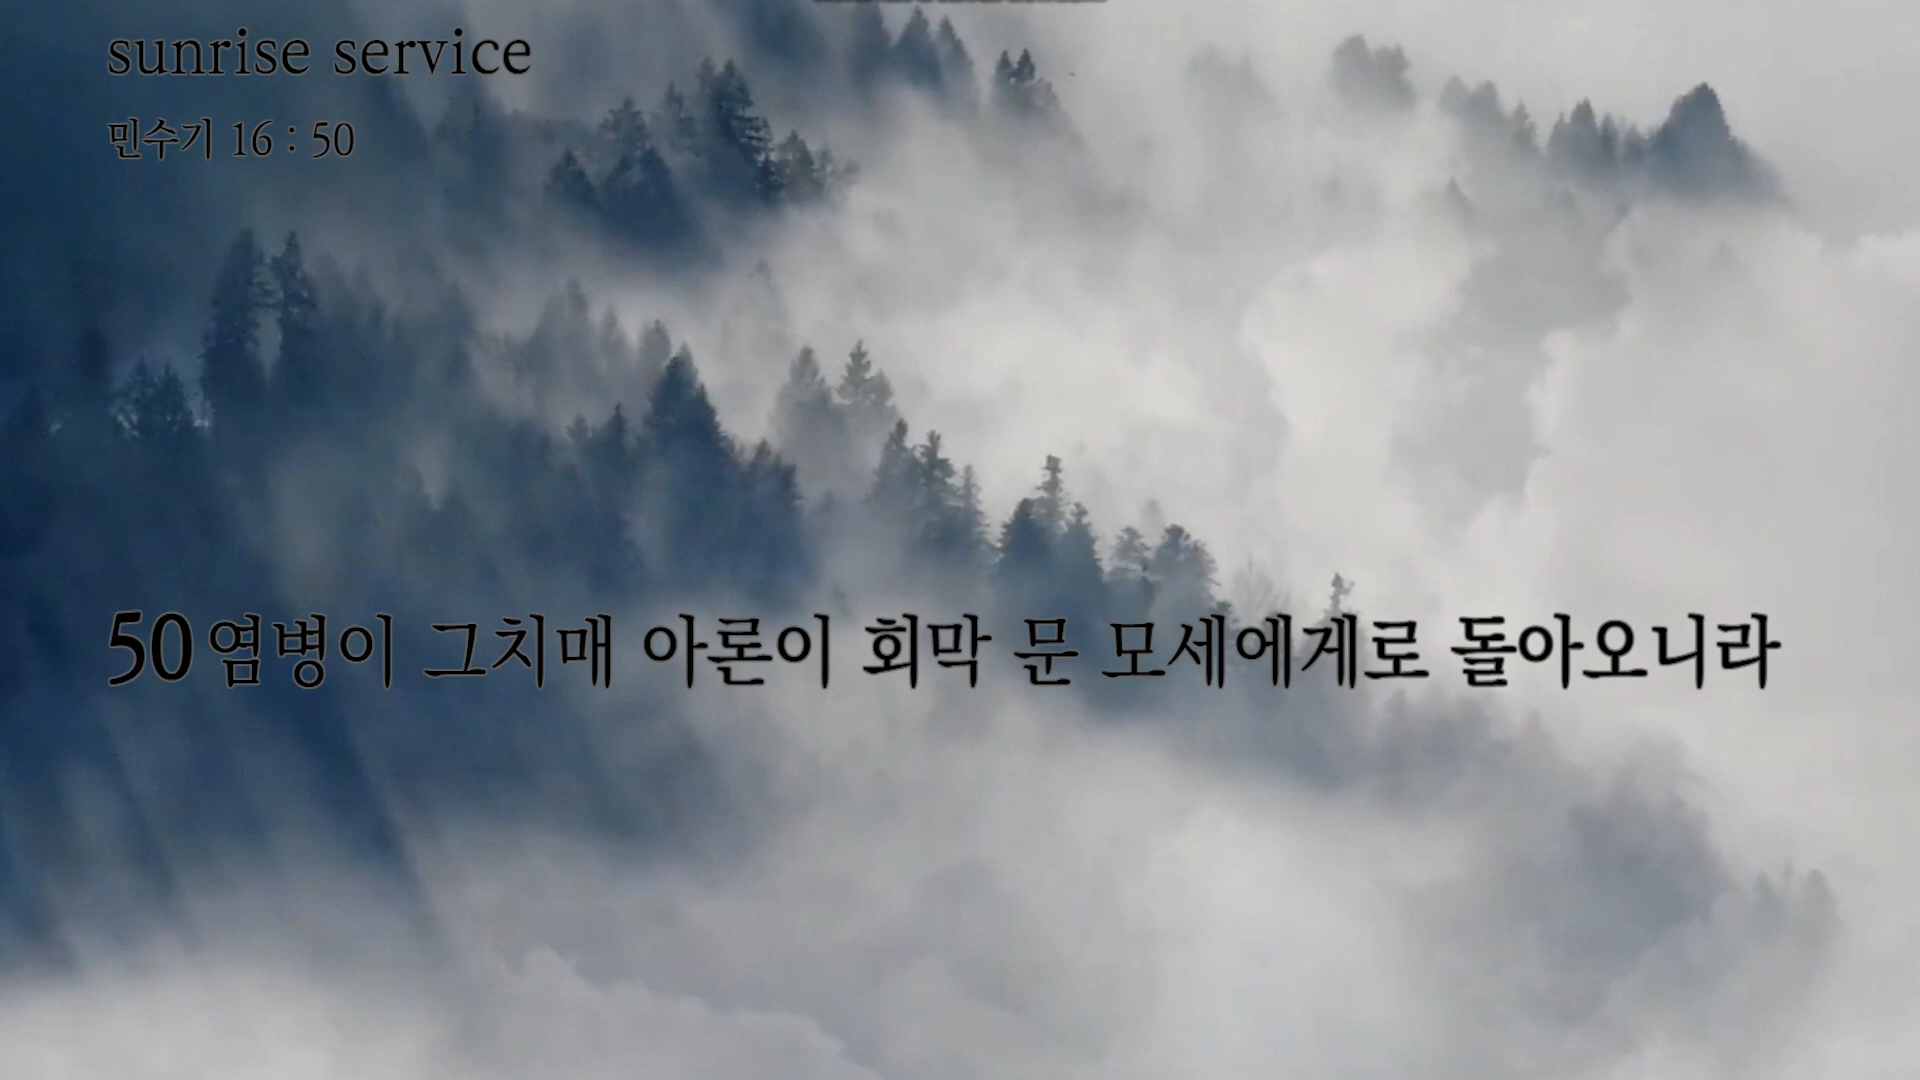 sunrise service
민수기 16 : 50
50 염병이 그치매 아론이 회막 문 모세에게로 돌아오니라